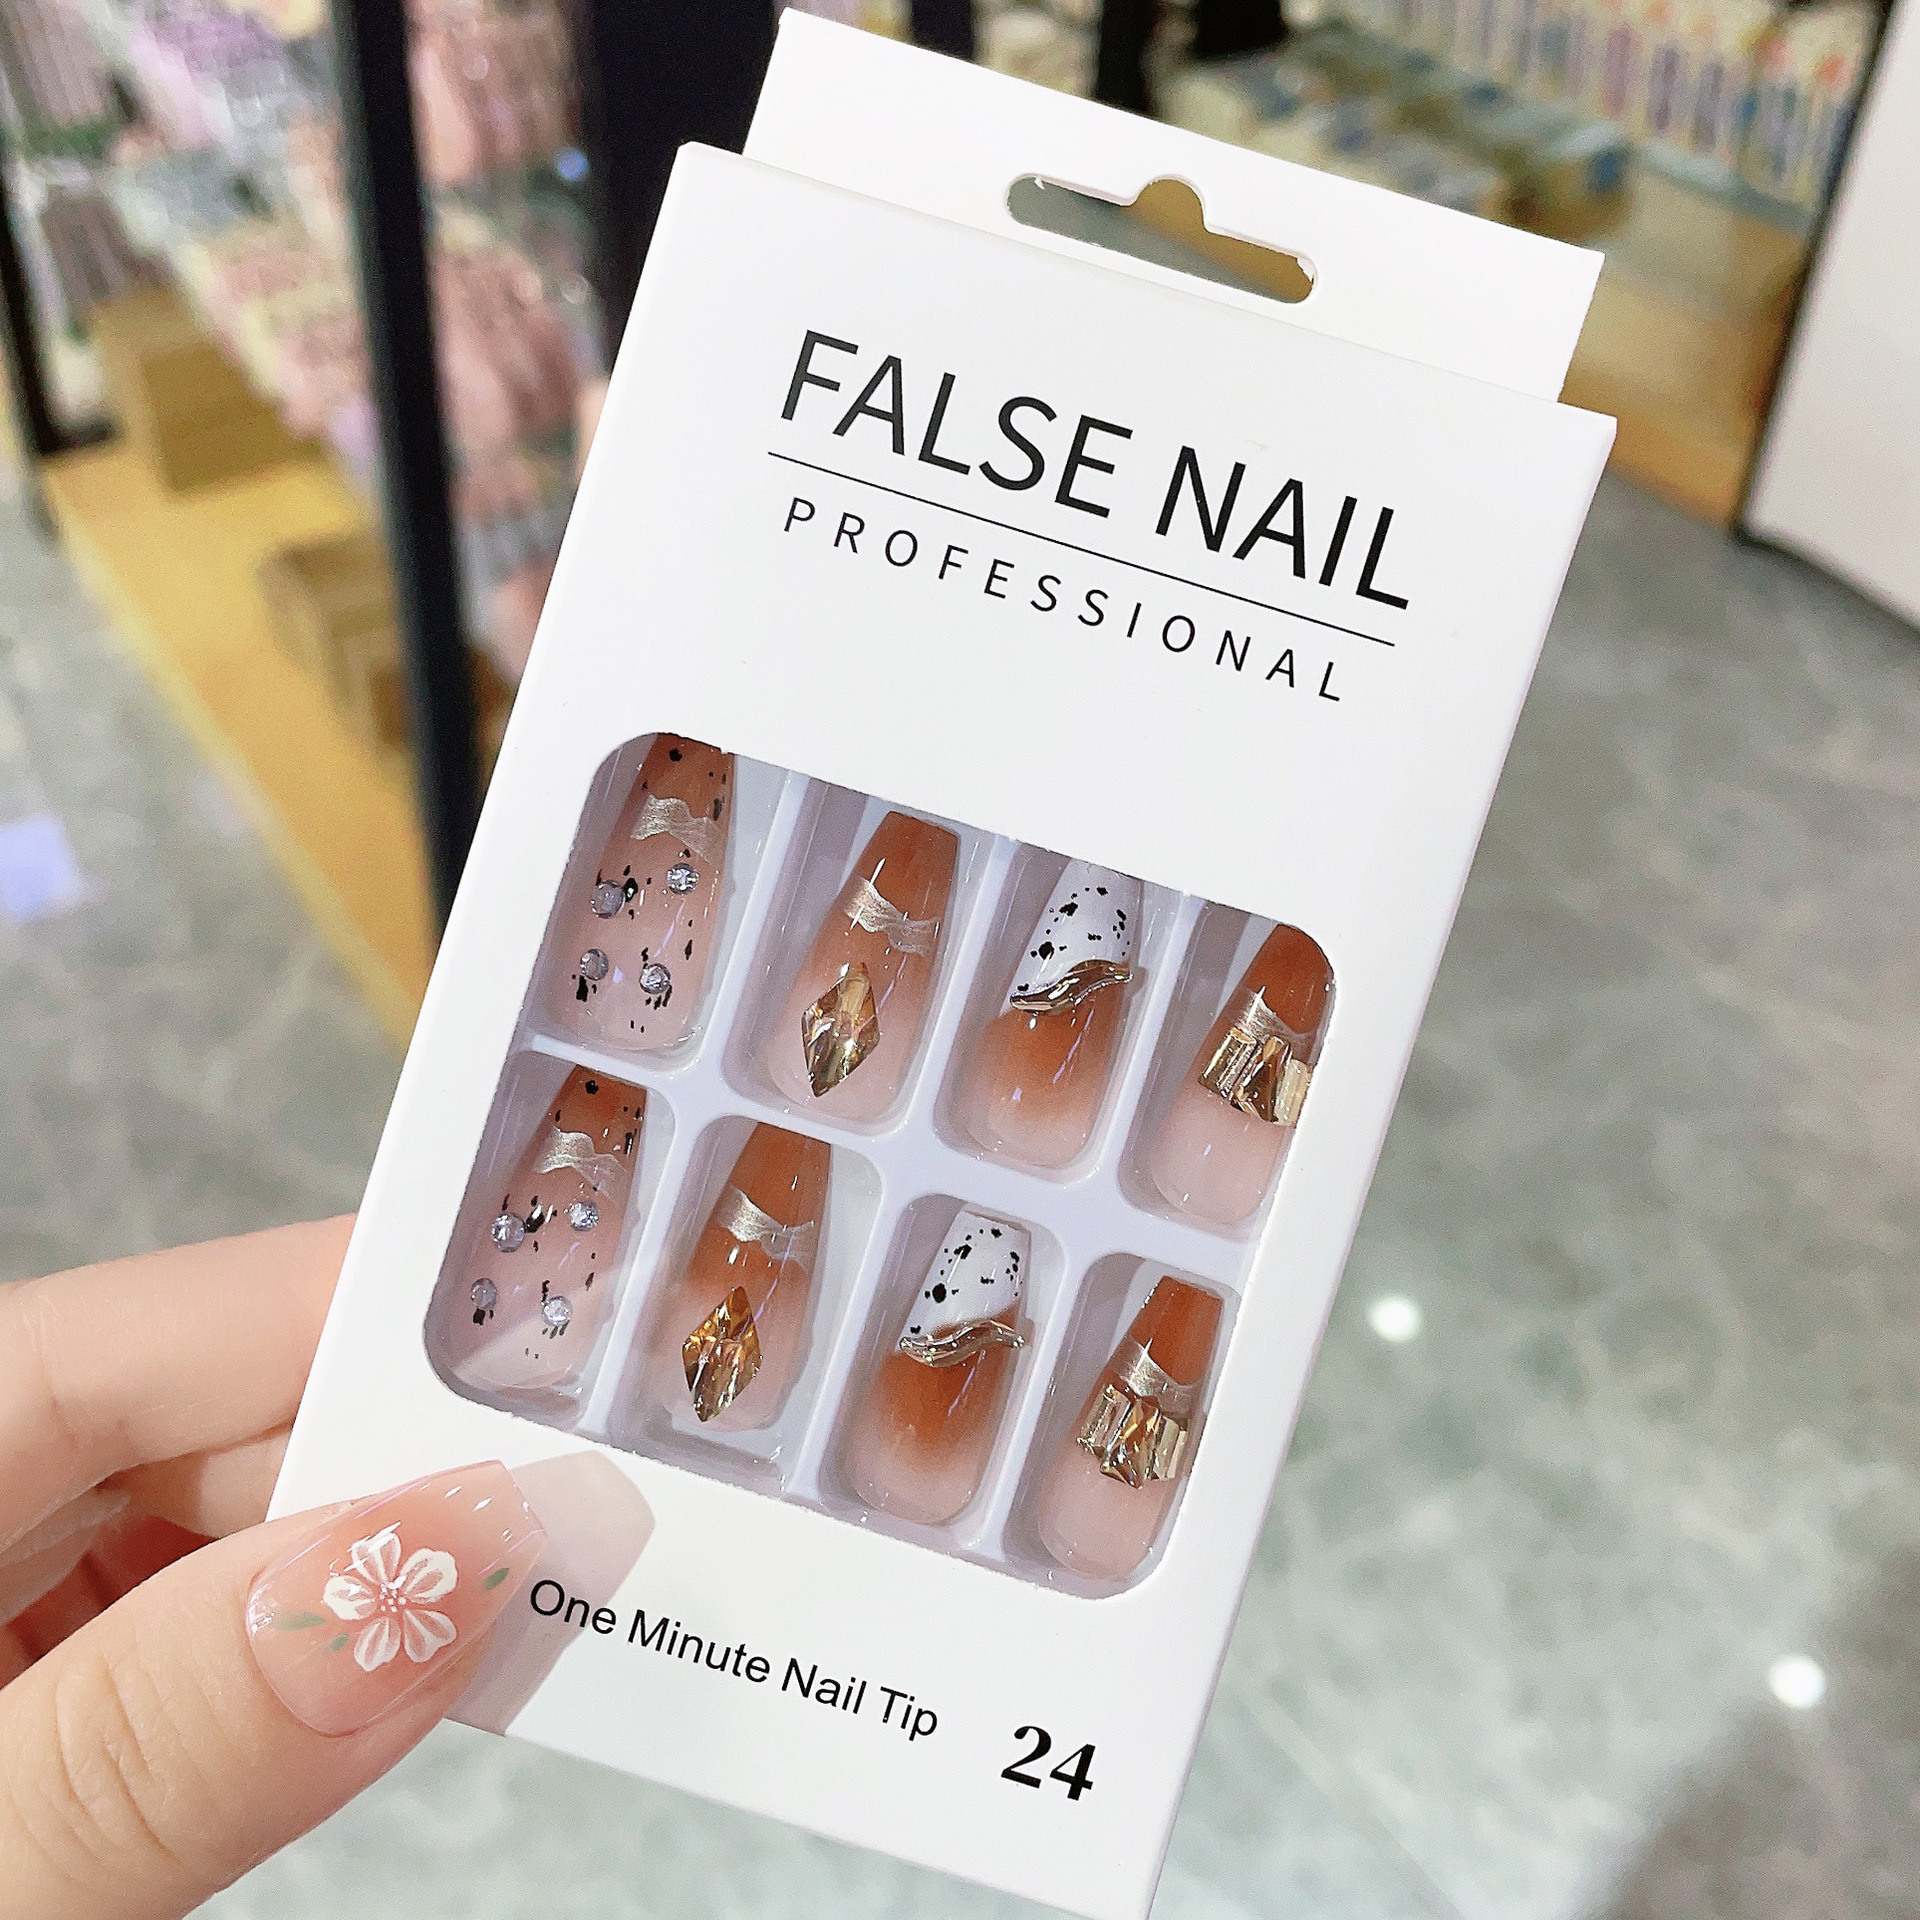 FALSE NAIL
PROFESSIONAL
One Minute Nail Tip
24